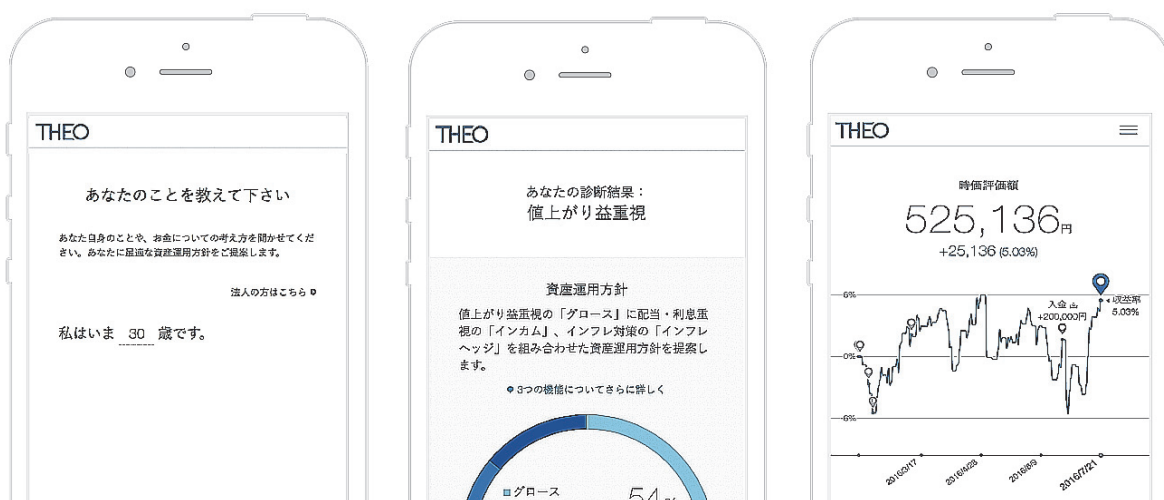 THEO
あなたのことを教えて下さい
あなた自身のことや、お金についての考え方を聞かせてくだ
さい。あなたに最適な資産運用方針をご提案します。
法人の方はこちら
私はいま 30 歳です。
THEO
あなたの診断結果：
値上がり益重視
資産運用方針
値上がり益重視の「グロース」に配当・利息重
視の「インカム」、インフレ対策の「インフレ
ヘッジ」を組み合わせた資産運用方針を提案し
ます。
3つの機能についてさらに詳しく
グロース
54%
THEO
時価評価額
525,136円
+25,136 (5.03%)
6%
入金
+200,000円
収益率
5.03%
0%
-6%
2016/3/17
2016/4/28
2016/6/9
2016/7/21